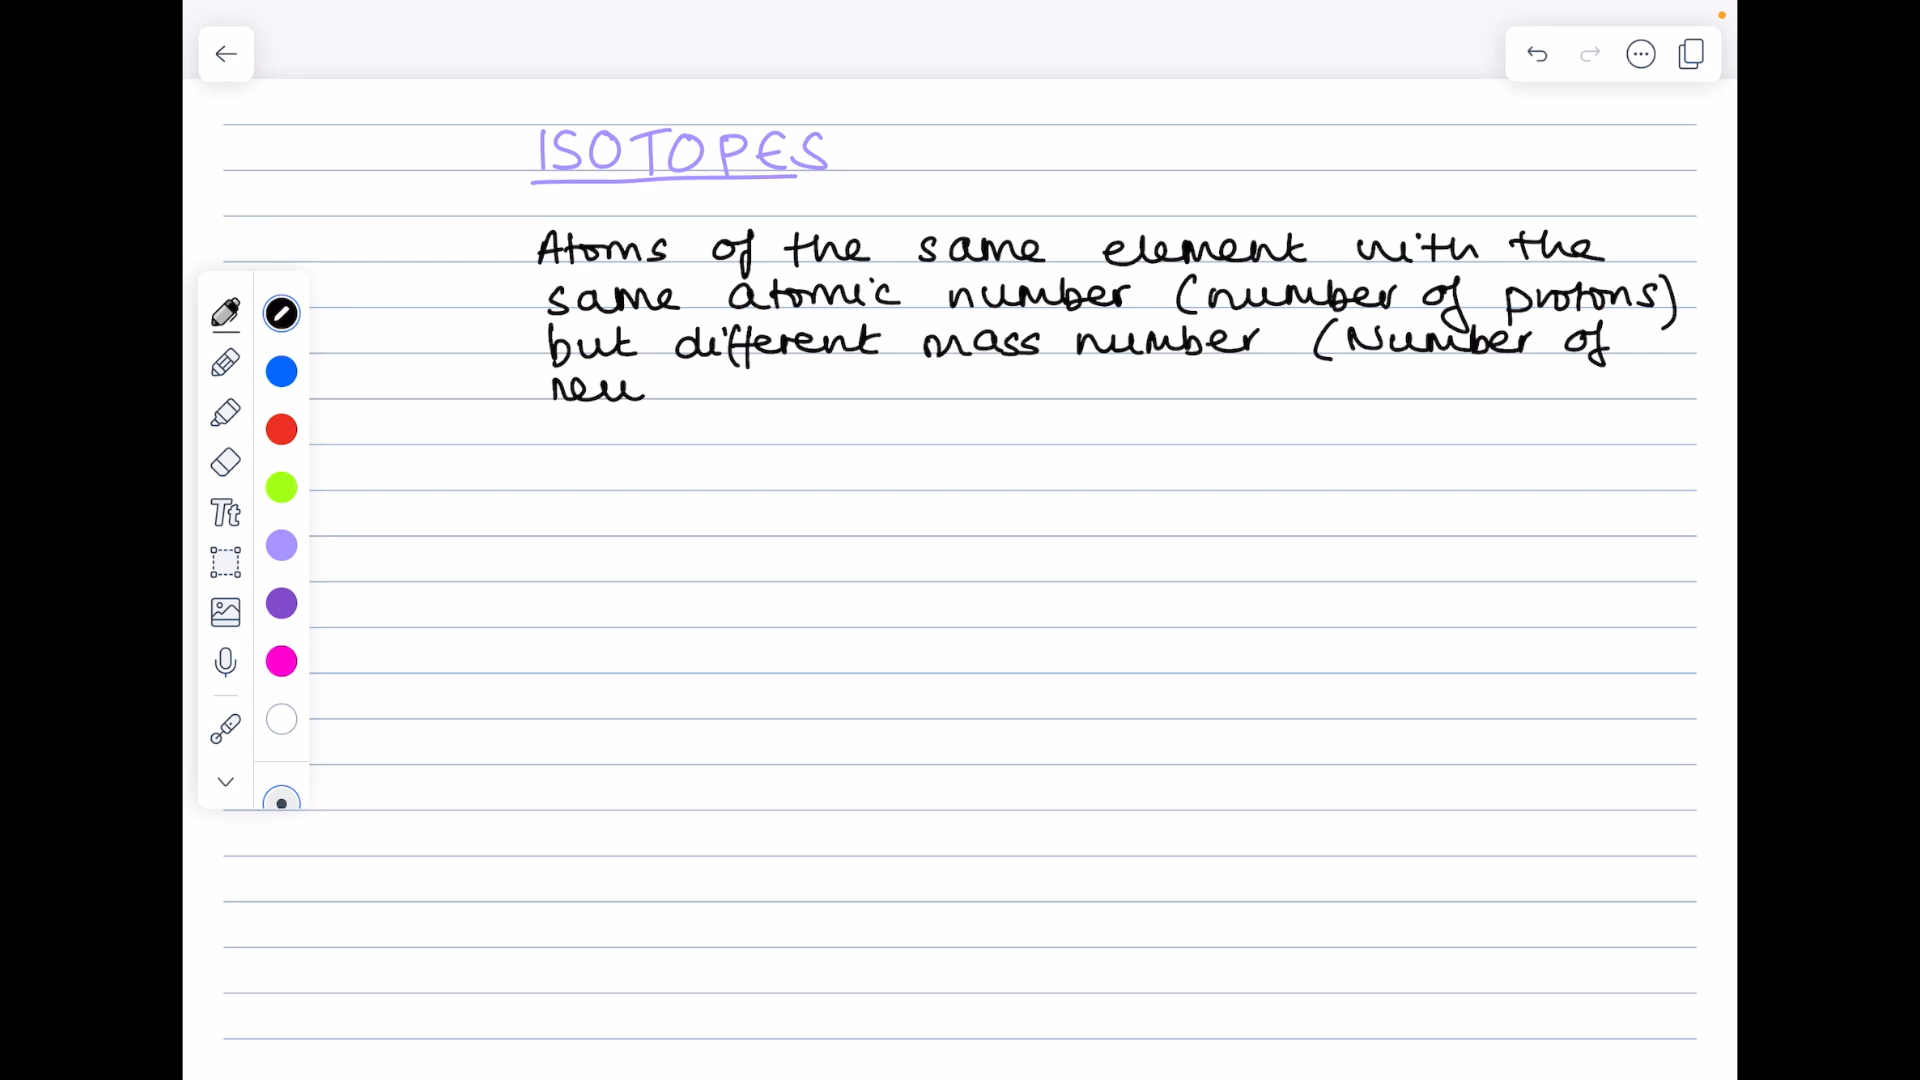 ISOTOPES
Atoms of the same element with the
same atomic number (number of protons)
but different mass number (Number of
neu
Tt